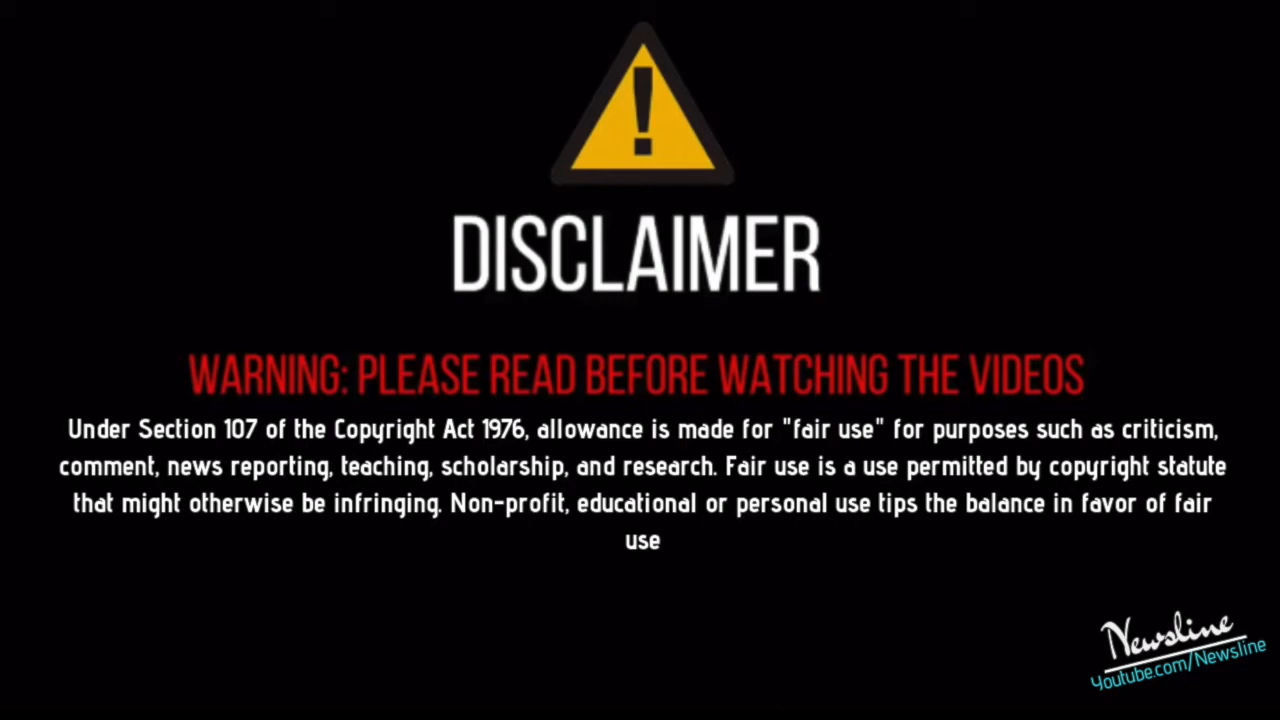 !
DISCLAIMER
WARNING: PLEASE READ BEFORE WATCHING THE VIDEOS
Under Section 107 of the Copyright Act 1976, allowance is made for "fair use" for purposes such as criticism,
comment, news reporting, teaching, scholarship, and research. Fair use is a use permitted by copyright statute
that might otherwise be infringing. Non-profit, educational or personal use tips the balance in favor of fair
use
Newsline
Youtube.com/Newsline